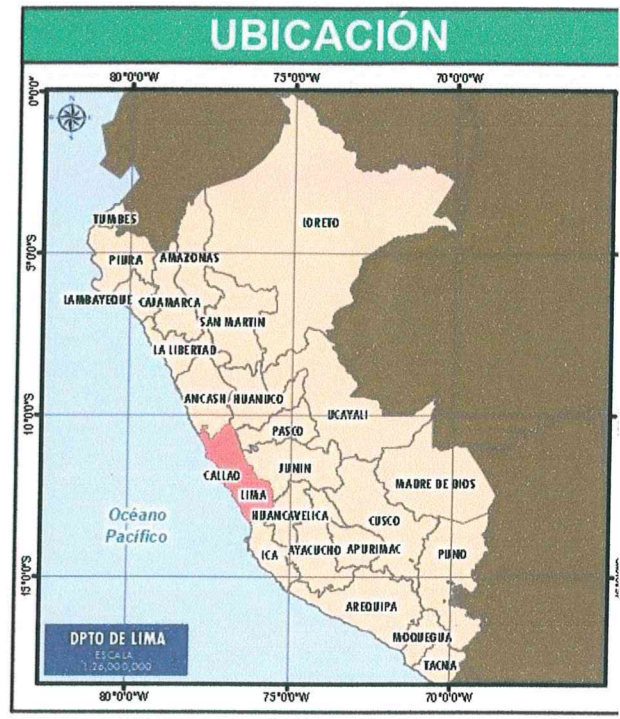 UBICACIÓN
80°0'0"W 75°0'0"W 70°0'0"W
0°0'0"
N
TUMBES
LORETO
5°0'0"S
PIURA AMAZONAS
LAMBAYEQUE CAJAMARCA
SAN MARTIN
LA LIBERTAD
ANCASH HUANUCO
10°0'0"S
UCAYALI
PASCO
JUNIN
CALLAO
MADRE DE DIOS
LIMA
Océano
Pacífico
HUANCAVELICA
CUSCO
ICA AYACUCHO APURIMAC PUNO
15°0'0"S
AREQUIPA
DPTO DE LIMA
ESCALA
1:26,000,000
MOQUEGUA
TACNA
80°0'0"W 75°0'0"W 70°0'0"W